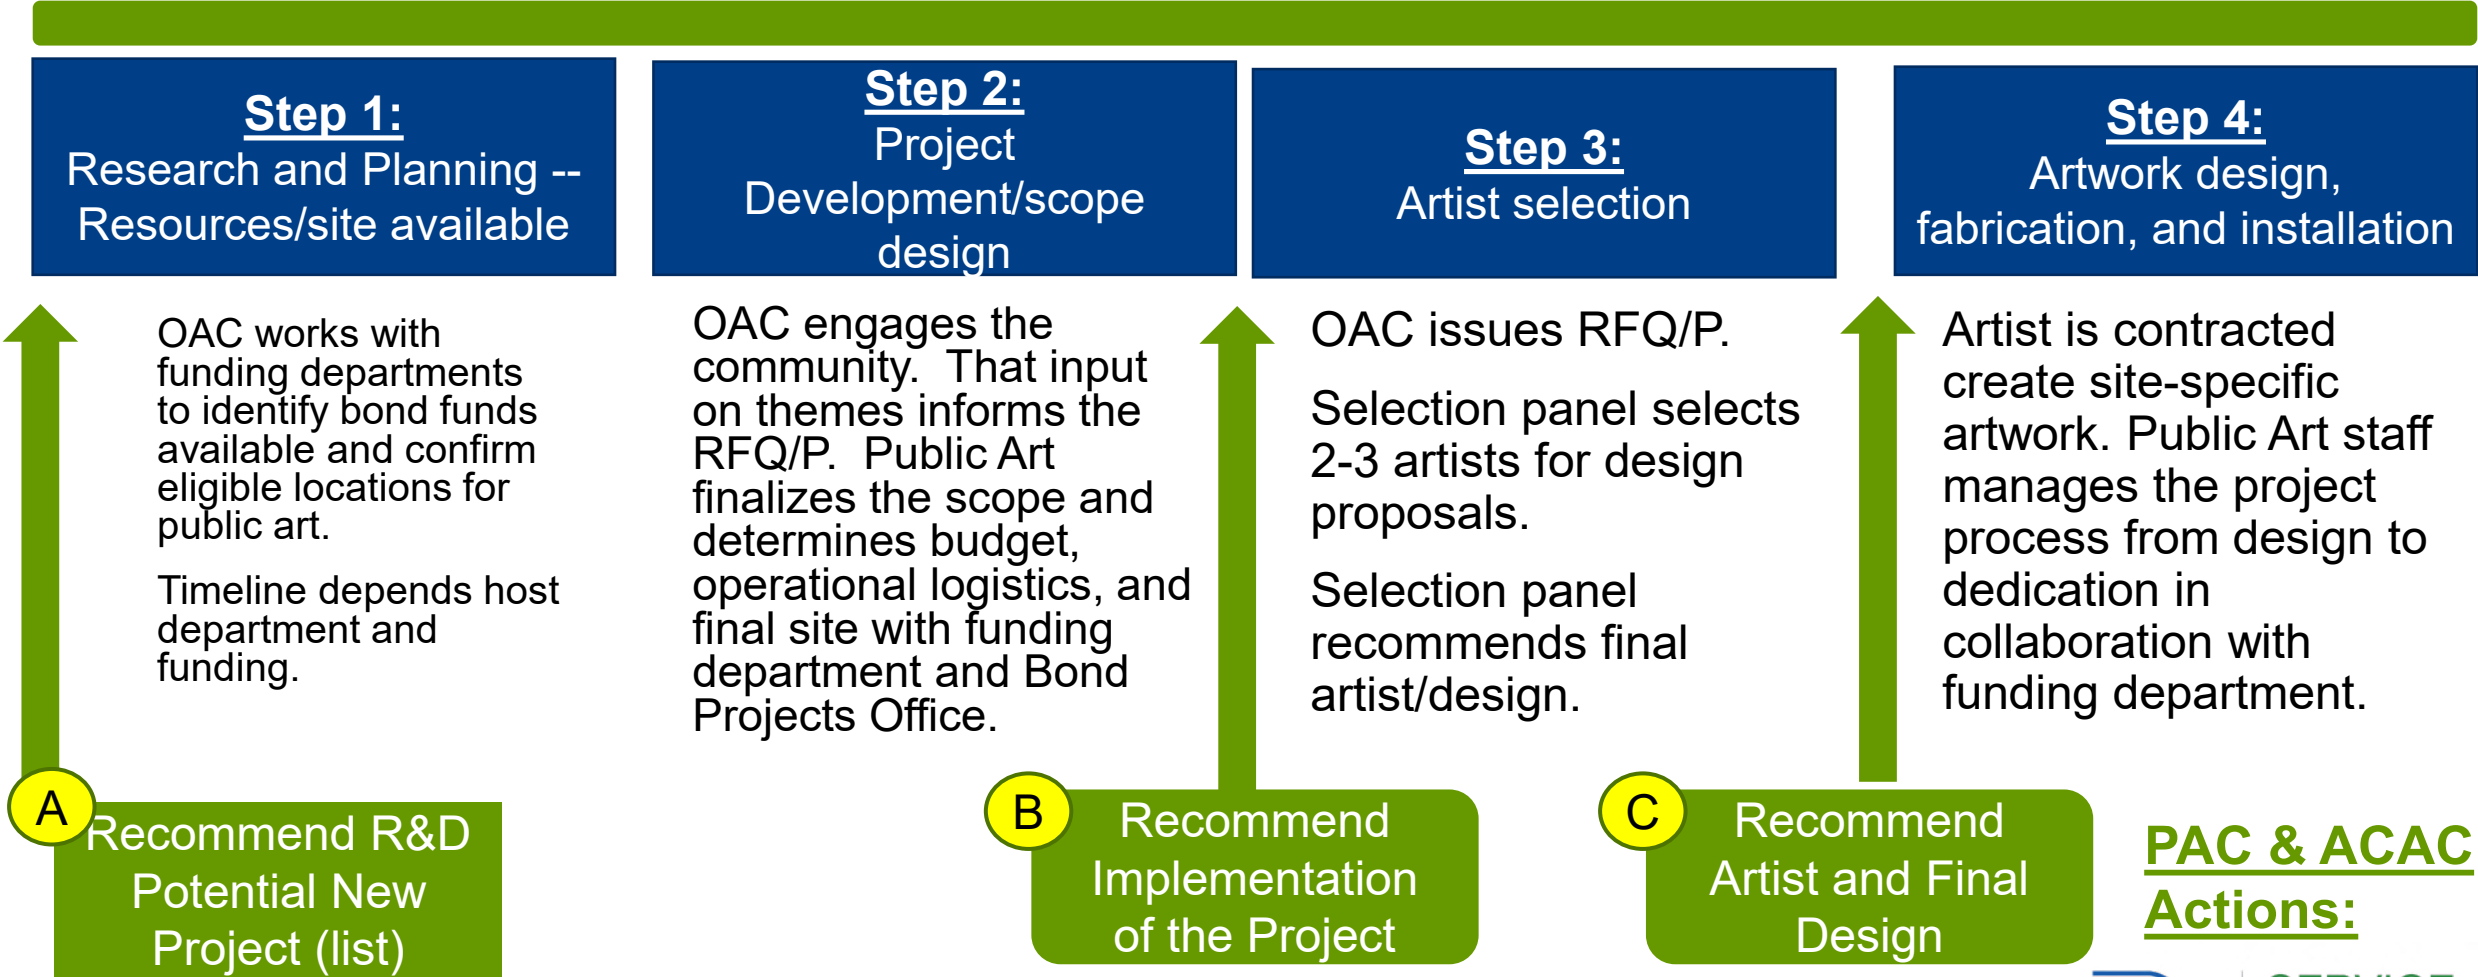 Step 1:
Research and Planning --
Resources/site available
OAC works with
funding departments
to identify bond funds
available and confirm
eligible locations for
public art.
Timeline depends host
department and
funding.
Step 2:
Project
Development/scope
design
OAC engages the
community.  That input
on themes informs the
RFQ/P.  Public Art
finalizes the scope and
determines budget,
operational logistics, and
final site with funding
department and Bond
Projects Office.
Step 3:
Artist selection
OAC issues RFQ/P.
Selection panel selects
2-3 artists for design
proposals.
Selection panel
recommends final
artist/design.
Step 4:
Artwork design,
fabrication, and installation
Artist is contracted
create site-specific
artwork. Public Art staff
manages the project
process from design to
dedication in
collaboration with
funding department.
A
Recommend R&D
Potential New
Project (list)
B
Recommend
Implementation
of the Project
C
Recommend
Artist and Final
Design
PAC & ACAC
Actions: